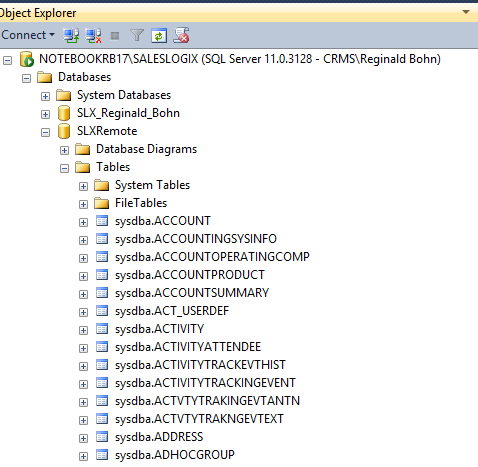 Object Explorer
Connect
NOTEBOOKRB17\SALESLOGIX (SQL Server 11.0.3128 - CRMS\Reginald Bohn)
Databases
System Databases
SLX_Reginald_Bohn
SLXRemote
Database Diagrams
Tables
System Tables
FileTables
sysdba.ACCOUNT
sysdba.ACCOUNTINGSYSINFO
sysdba.ACCOUNTOPERATINGCOMP
sysdba.ACCOUNTPRODUCT
sysdba.ACCOUNTSUMMARY
sysdba.ACT_USERDEF
sysdba.ACTIVITY
sysdba.ACTIVITYATTENDEE
sysdba.ACTIVITYTRACKEVTHIST
sysdba.ACTIVITYTRACKINGEVENT
sysdba.ACTVTYTRAKINGEVTANTN
sysdba.ACTVTYTRAKNGEVTEXT
sysdba.ADDRESS
sysdba.ADHOCGROUP